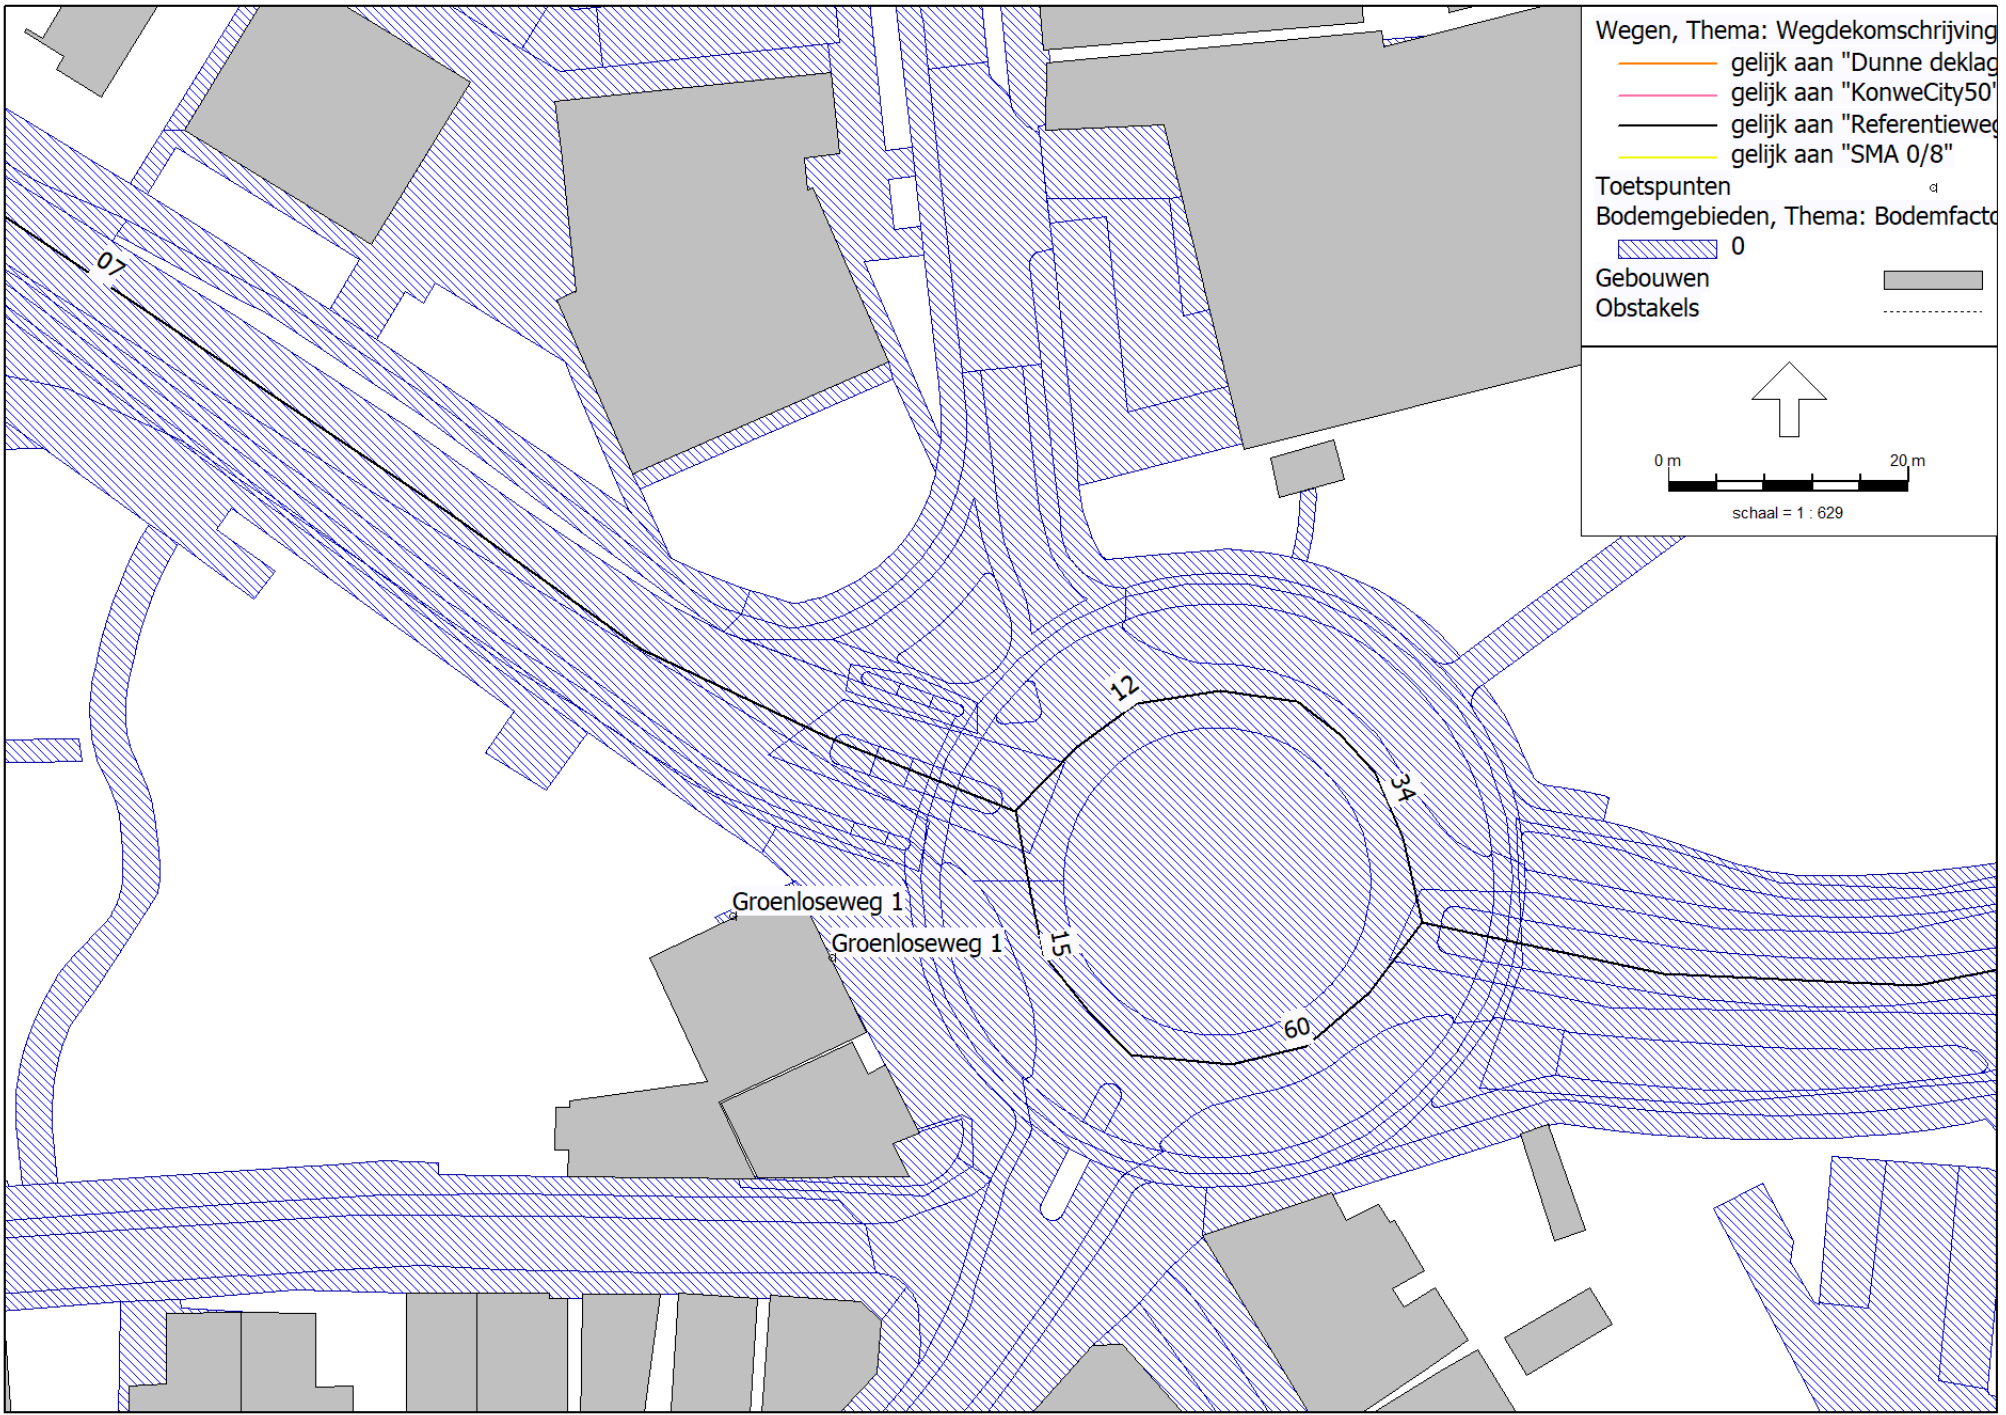 Wegen, Thema: Wegdekomschrijving
gelijk aan "Dunne deklag
gelijk aan "KonweCity50"
gelijk aan "Referentieweg
gelijk aan "SMA 0/8"
Toetspunten
Bodemgebieden, Thema: Bodemfacto
0
Gebouwen
Obstakels
0 m
20 m
schaal = 1 : 629
07
12
34
Groenloseweg 1
Groenloseweg 1
15
60